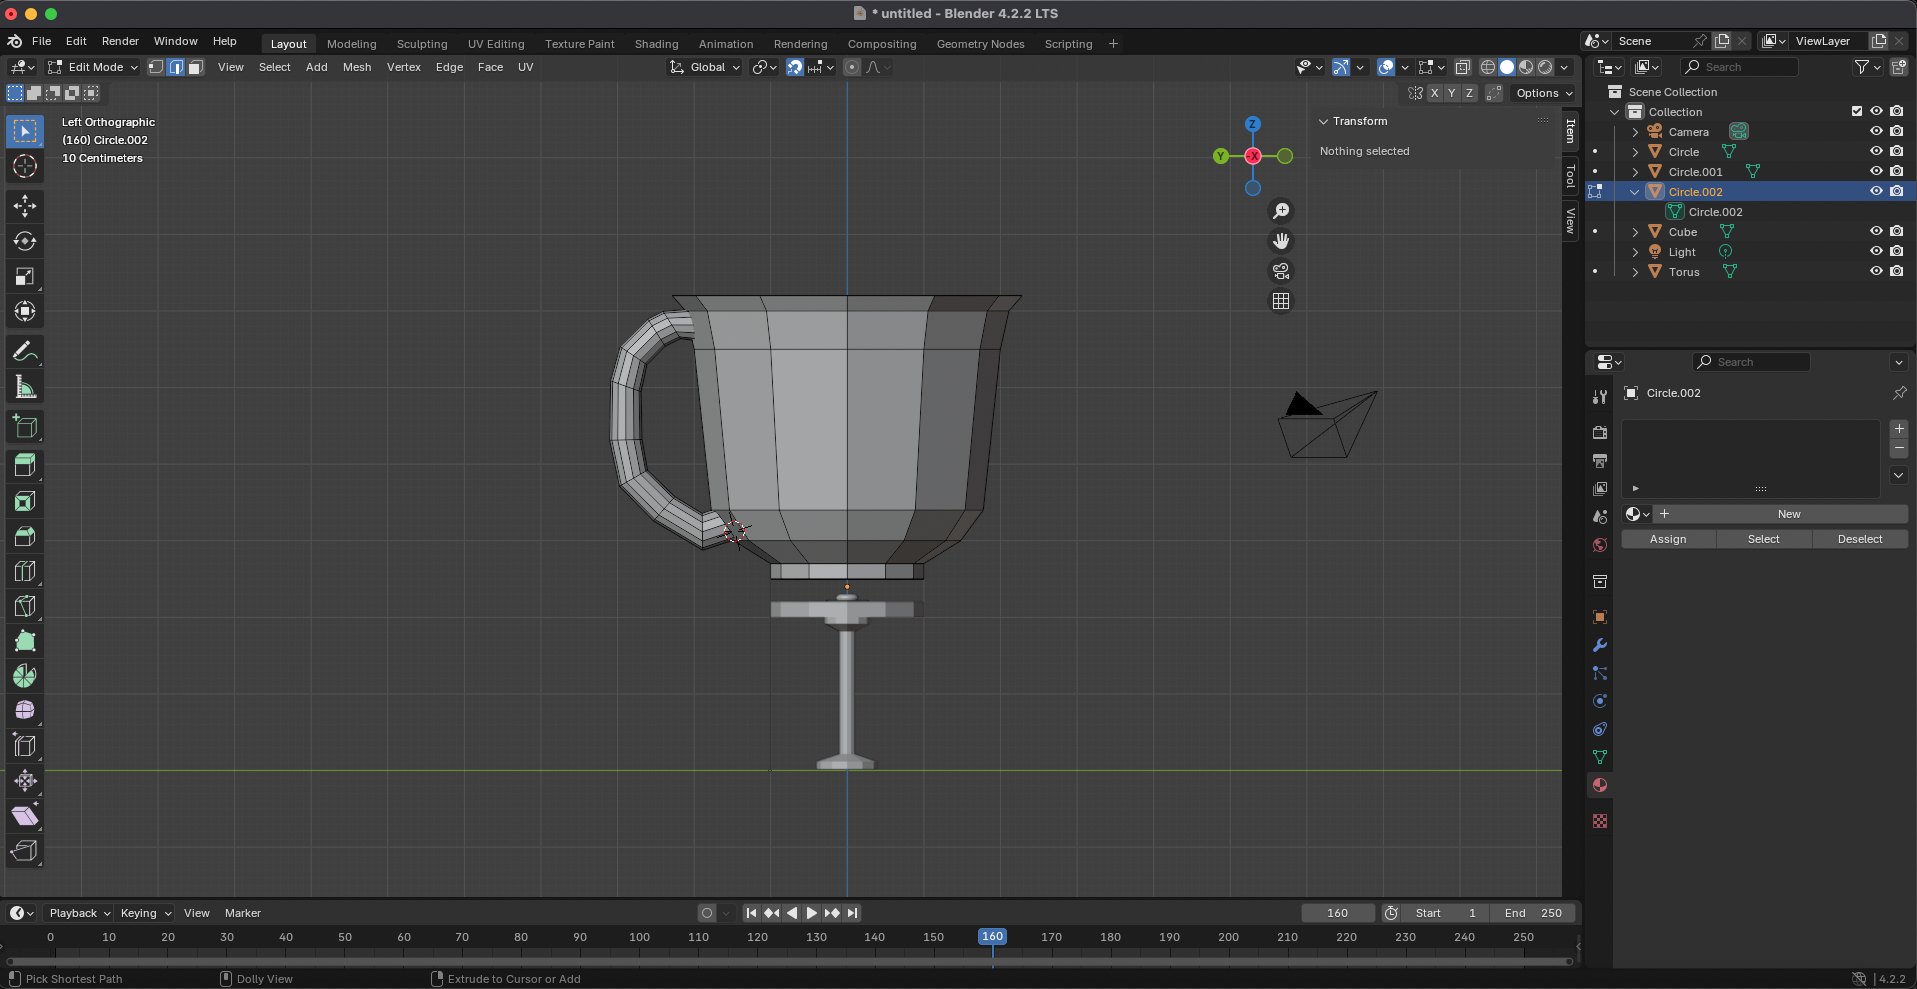 * untitled - Blender 4.2.2 LTS
File Edit Render Window Help Layout Modeling Sculpting UV Editing Texture Paint Shading Animation Rendering Compositing Geometry Nodes Scripting + Scene ViewLayer
Edit Mode View Select Add Mesh Vertex Edge Face UV Global Search
X Y Z Options
Left Orthographic
(160) Circle.002
10 Centimeters
Z
Y
-X
Transform
Nothing selected
Item
Tool
View
Scene Collection
Collection
Camera
Circle
Circle.001
Circle.002
Circle.002
Cube
Light
Torus
Search
Circle.002
New
Assign Select Deselect
Playback Keying View Marker 160 Start 1 End 250
0 10 20 30 40 50 60 70 80 90 100 110 120 130 140 150 160 170 180 190 200 210 220 230 240 250
Pick Shortest Path Dolly View Extrude to Cursor or Add 4.2.2